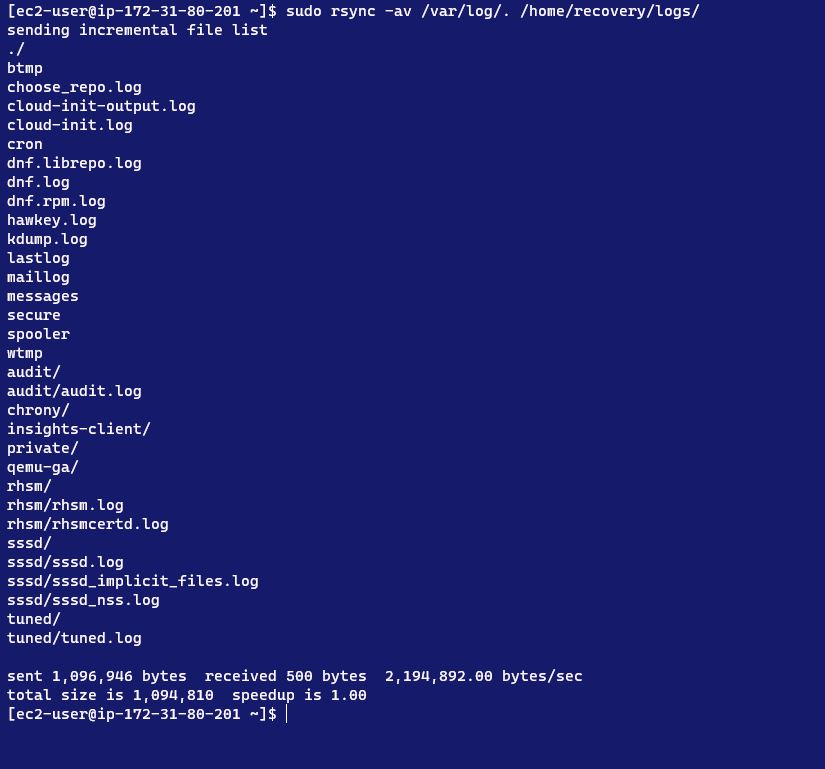 [ec2-user@ip-172-31-80-201 ~]$ sudo rsync -av /var/log/. /home/recovery/logs/
sending incremental file list
./
btmp
choose_repo.log
cloud-init-output.log
cloud-init.log
cron
dnf.librepo.log
dnf.log
dnf.rpm.log
hawkey.log
kdump.log
lastlog
maillog
messages
secure
spooler
wtmp
audit/
audit/audit.log
chrony/
insights-client/
private/
qemu-ga/
rhsm/
rhsm/rhsm.log
rhsm/rhsmcertd.log
sssd/
sssd/sssd.log
sssd/sssd_implicit_files.log
sssd/sssd_nss.log
tuned/
tuned/tuned.log

sent 1,096,946 bytes  received 500 bytes  2,194,892.00 bytes/sec
total size is 1,094,810  speedup is 1.00
[ec2-user@ip-172-31-80-201 ~]$